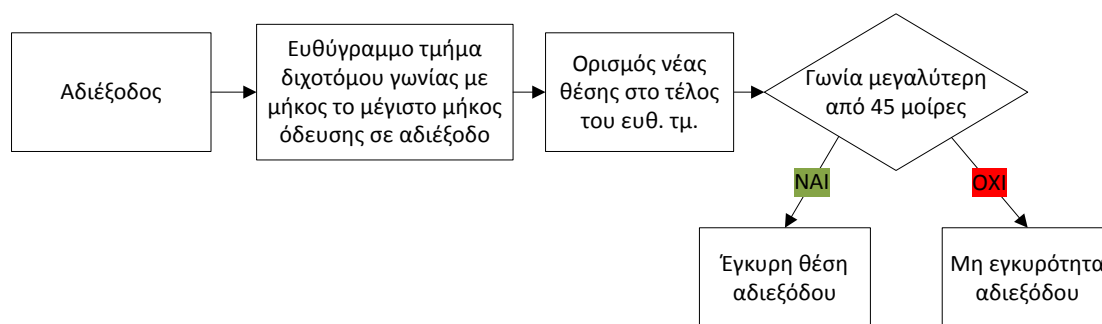 Αδιέξοδος
Ευθύγραμμο τμήμα
διχοτόμου γωνίας με
μήκος το μέγιστο μήκος
όδευσης σε αδιέξοδο
Ορισμός νέας
θέσης στο τέλος
του ευθ. τμ.
Γωνία μεγαλύτερη
από 45 μοίρες
ΝΑΙ
ΟΧΙ
Έγκυρη θέση
αδιεξόδου
Μη εγκυρότητα
αδιεξόδου